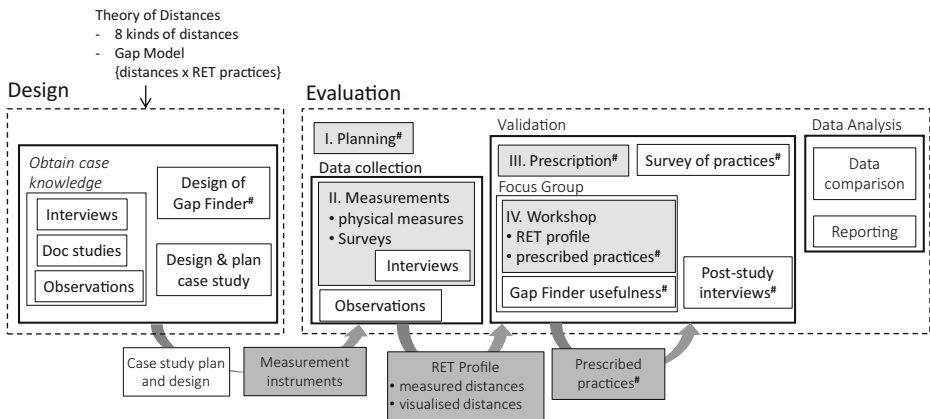 Theory of Distances
- 8 kinds of distances
- Gap Model
{distances x RET practices}
Design
Obtain case
knowledge
Interviews
Doc studies
Observations
Design of
Gap Finder#
Design & plan
case study
Evaluation
I. Planning#
Data collection
II. Measurements
• physical measures
• Surveys
Interviews
Observations
Validation
III. Prescription#
Survey of practices#
Focus Group
IV. Workshop
• RET profile
• prescribed practices#
Gap Finder usefulness#
Post-study
interviews#
Data Analysis
Data
comparison
Reporting
Case study plan
and design
Measurement
instruments
RET Profile
• measured distances
• visualised distances
Prescribed
practices#